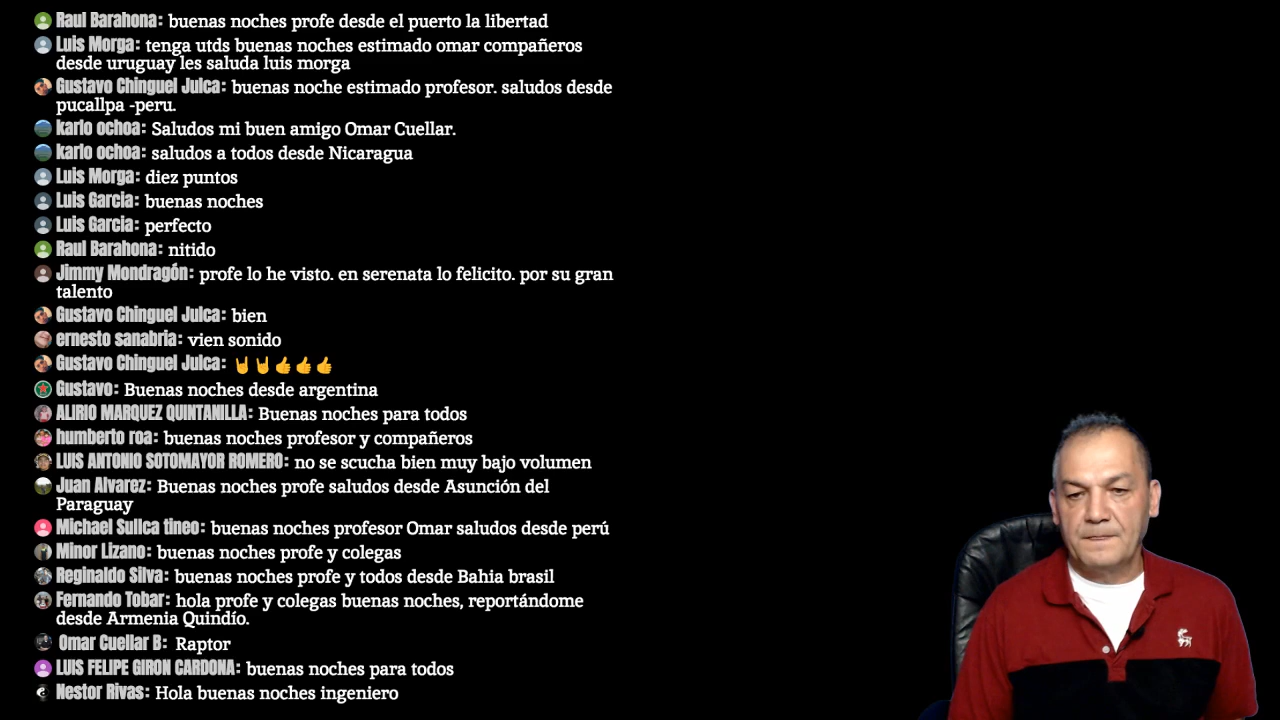 Raul Barahona: buenas noches profe desde el puerto la libertad
Luis Morga: tenga utds buenas noches estimado omar compañeros
desde uruguay les saluda luis morga
Gustavo Chinguel Julca: buenas noche estimado profesor. saludos desde
pucallpa -peru.
karlo ochoa: Saludos mi buen amigo Omar Cuellar.
karlo ochoa: saludos a todos desde Nicaragua
Luis Morga: diez puntos
Luis Garcia: buenas noches
Luis Garcia: perfecto
Raul Barahona: nitido
Jimmy Mondragón: profe lo he visto. en serenata lo felicito. por su gran
talento
Gustavo Chinguel Julca: bien
ernesto sanabria: vien sonido
Gustavo Chinguel Julca: 🤘🤘👍👍👍
Gustavo: Buenas noches desde argentina
ALIRIO MARQUEZ QUINTANILLA: Buenas noches para todos
humberto roa: buenas noches profesor y compañeros
LUIS ANTONIO SOTOMAYOR ROMERO: no se scucha bien muy bajo volumen
Juan Alvarez: Buenas noches profe saludos desde Asunción del
Paraguay
Michael Sullca tineo: buenas noches profesor Omar saludos desde perú
Minor Lizano: buenas noches profe y colegas
Reginaldo Silva: buenas noches profe y todos desde Bahia brasil
Fernando Tobar: hola profe y colegas buenas noches, reportándome
desde Armenia Quindío.
Omar Cuellar B: Raptor
LUIS FELIPE GIRON CARDONA: buenas noches para todos
Nestor Rivas: Hola buenas noches ingeniero